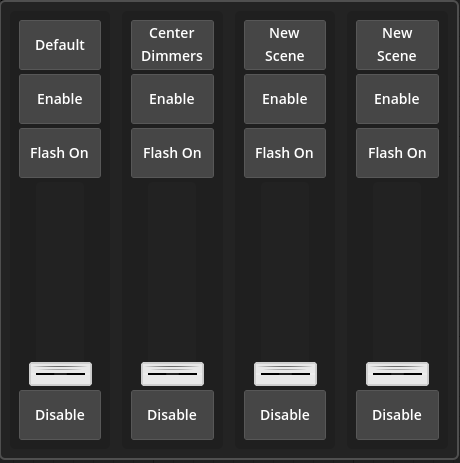 Default
Center
Dimmers
New
Scene
New
Scene
Enable
Enable
Enable
Enable
Flash On
Flash On
Flash On
Flash On
Disable
Disable
Disable
Disable